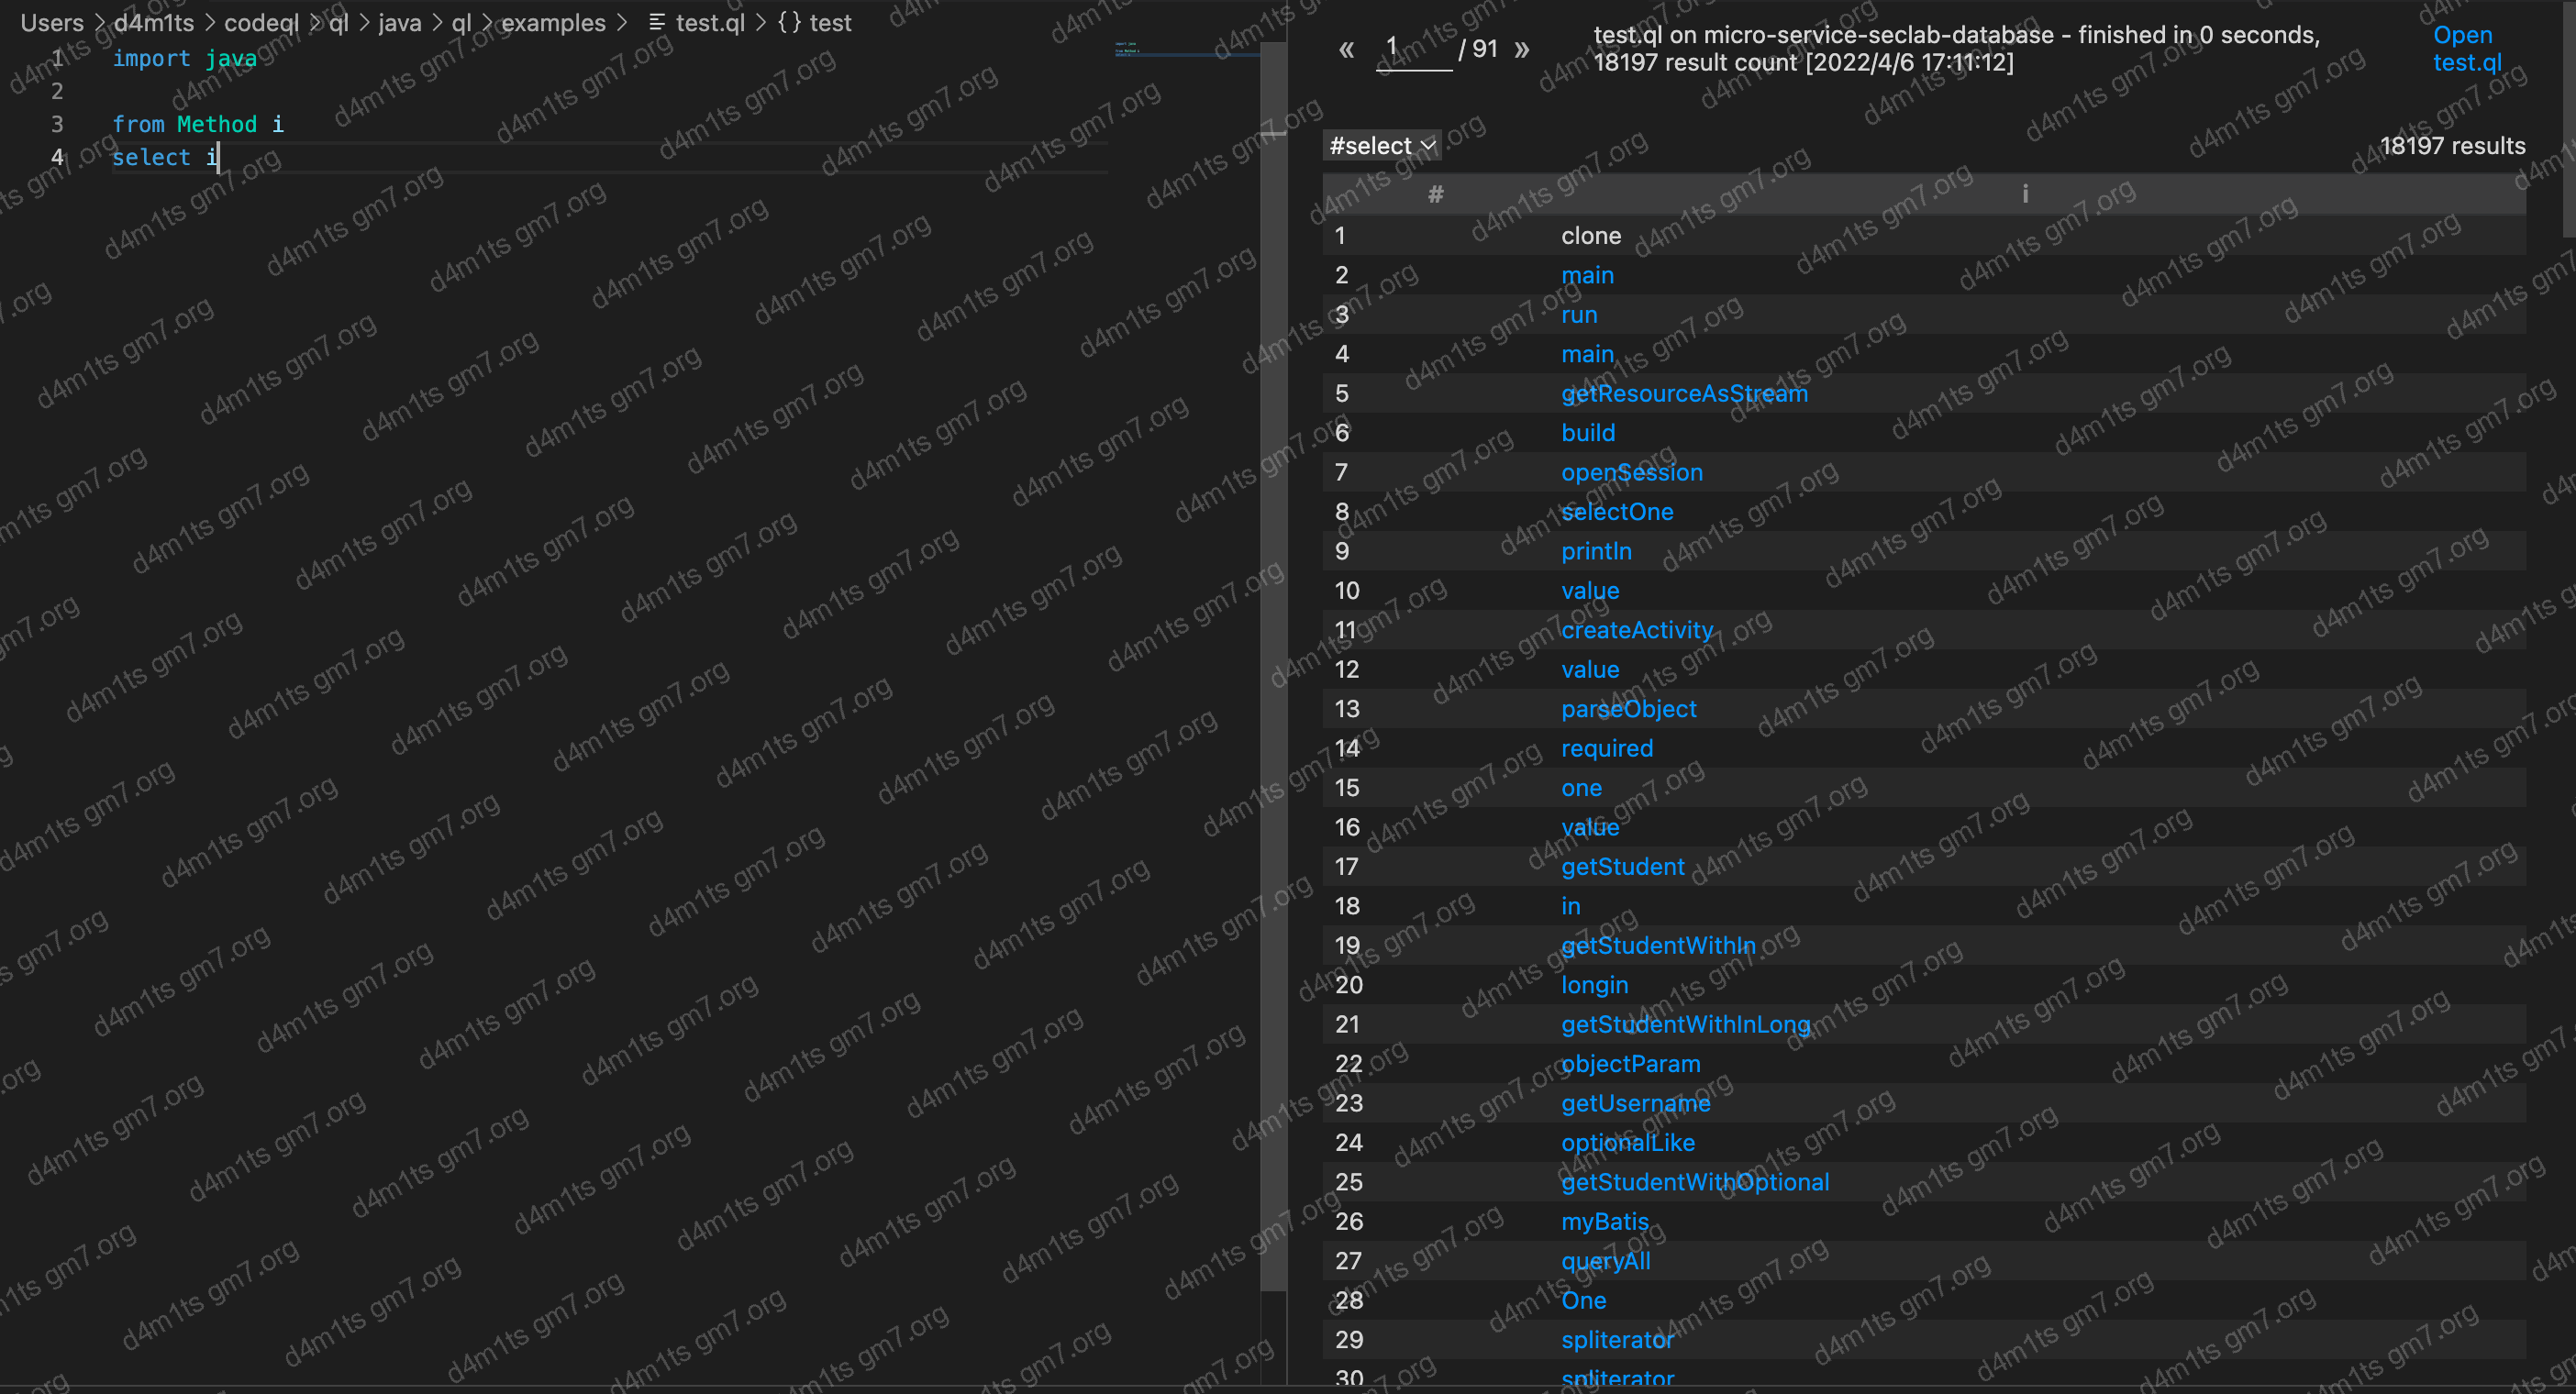 Users > d4m1ts > codeql > ql > java > ql > examples > test.ql > {} test
1 import java
2
3 from Method i
4 select i
« 1 / 91 »
test.ql on micro-service-seclab-database - finished in 0 seconds,
18197 result count [2022/4/6 17:11:12]
Open
test.ql
#select
18197 results
# i
1 clone
2 main
3 run
4 main
5 getResourceAsStream
6 build
7 openSession
8 selectOne
9 println
10 value
11 createActivity
12 value
13 parseObject
14 required
15 one
16 value
17 getStudent
18 in
19 getStudentWithIn
20 longin
21 getStudentWithInLong
22 objectParam
23 getUsername
24 optionalLike
25 getStudentWithOptional
26 myBatis
27 queryAll
28 One
29 spliterator
30 spliterator
d4m1ts gm7.org